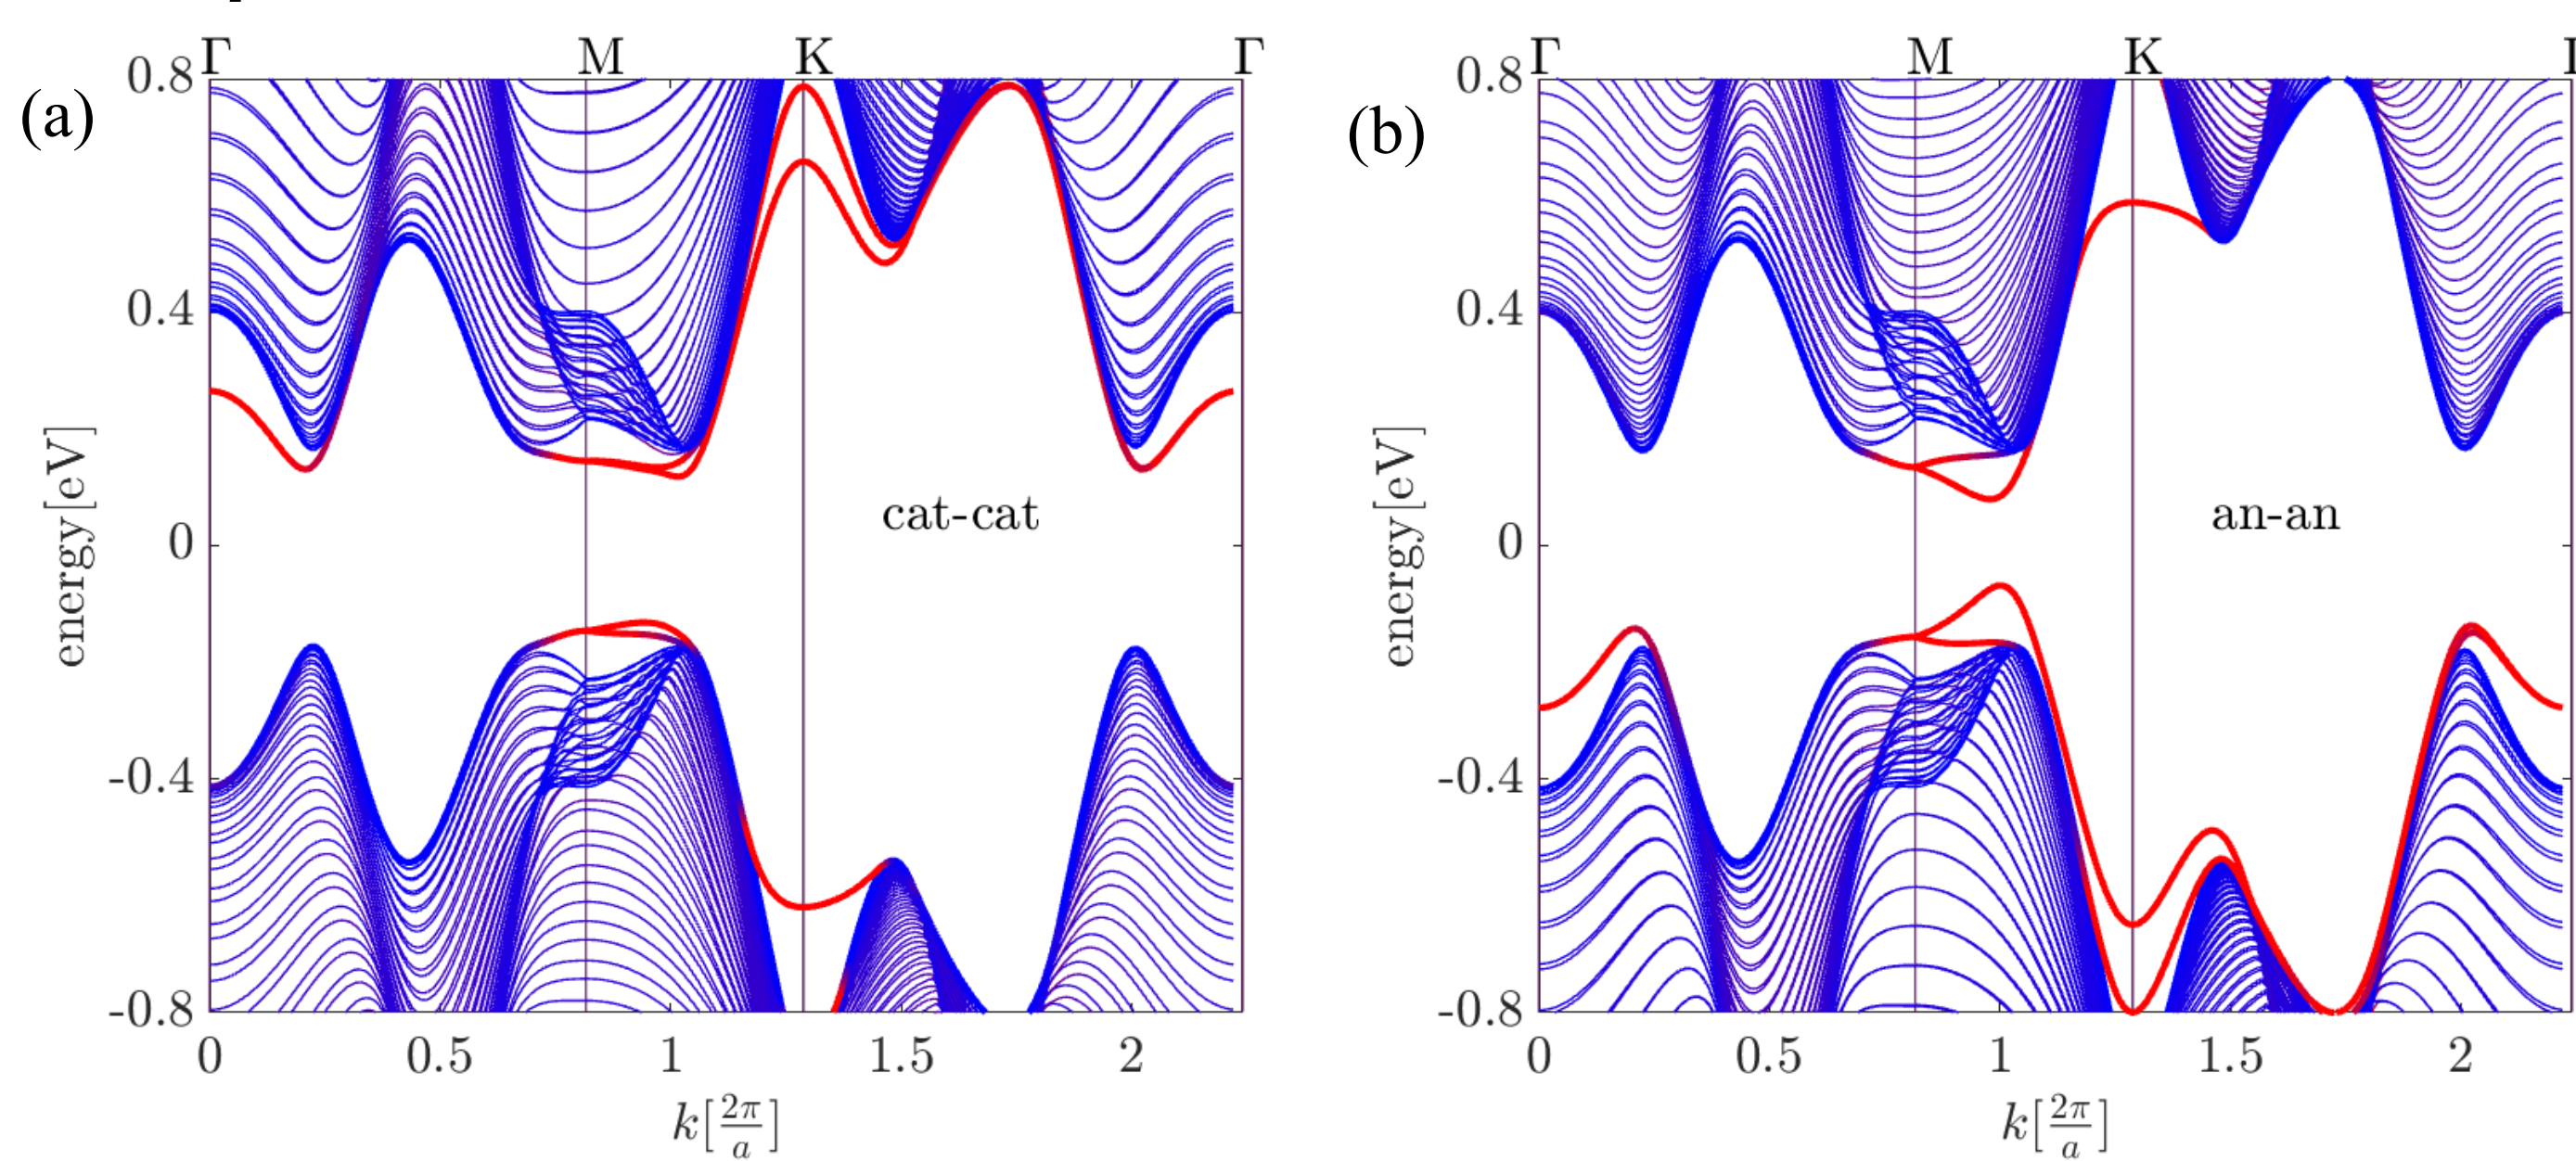 (a)
Γ M K Γ
0.8
0.4
0
-0.4
-0.8
energy[eV]
cat-cat
0 0.5 1 1.5 2
k[2π/a]
(b)
Γ M K
0.8
0.4
0
-0.4
-0.8
energy[eV]
an-an
0 0.5 1 1.5 2
k[2π/a]